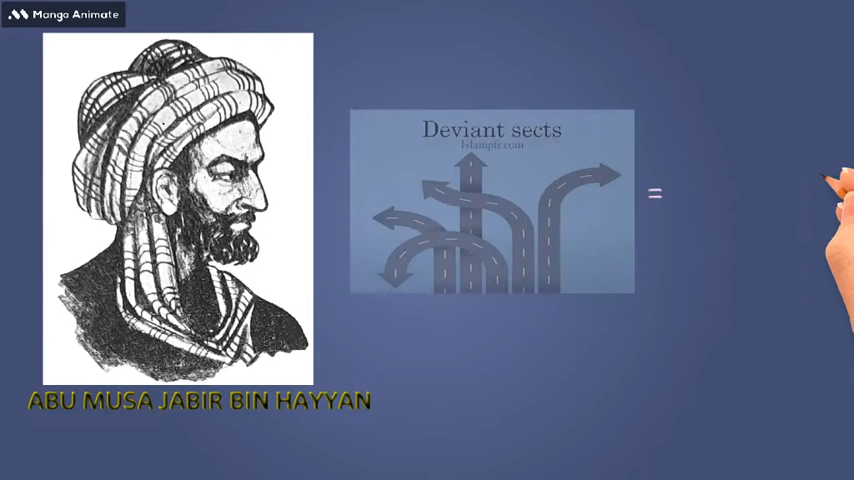 Mango Animate
Deviant sects
Islampfr.com
=
ABU MUSA JABIR BIN HAYYAN